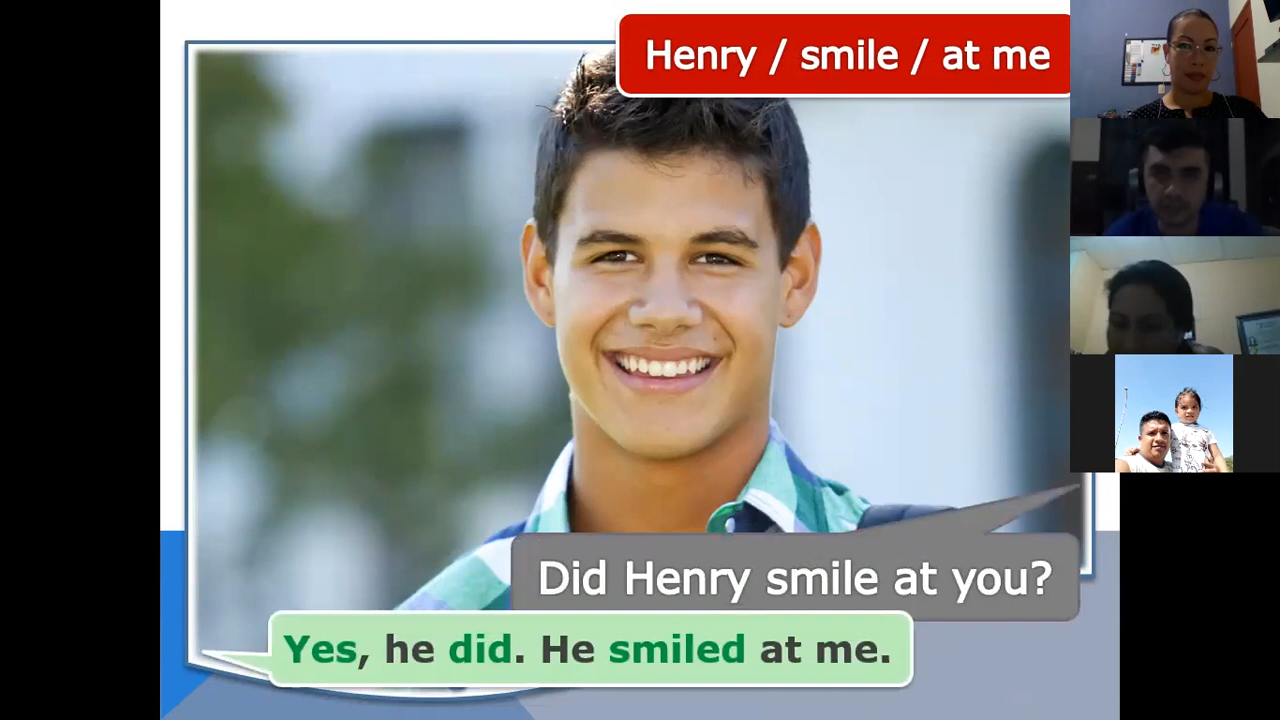 Henry / smile / at me
Did Henry smile at you?
Yes, he did. He smiled at me.